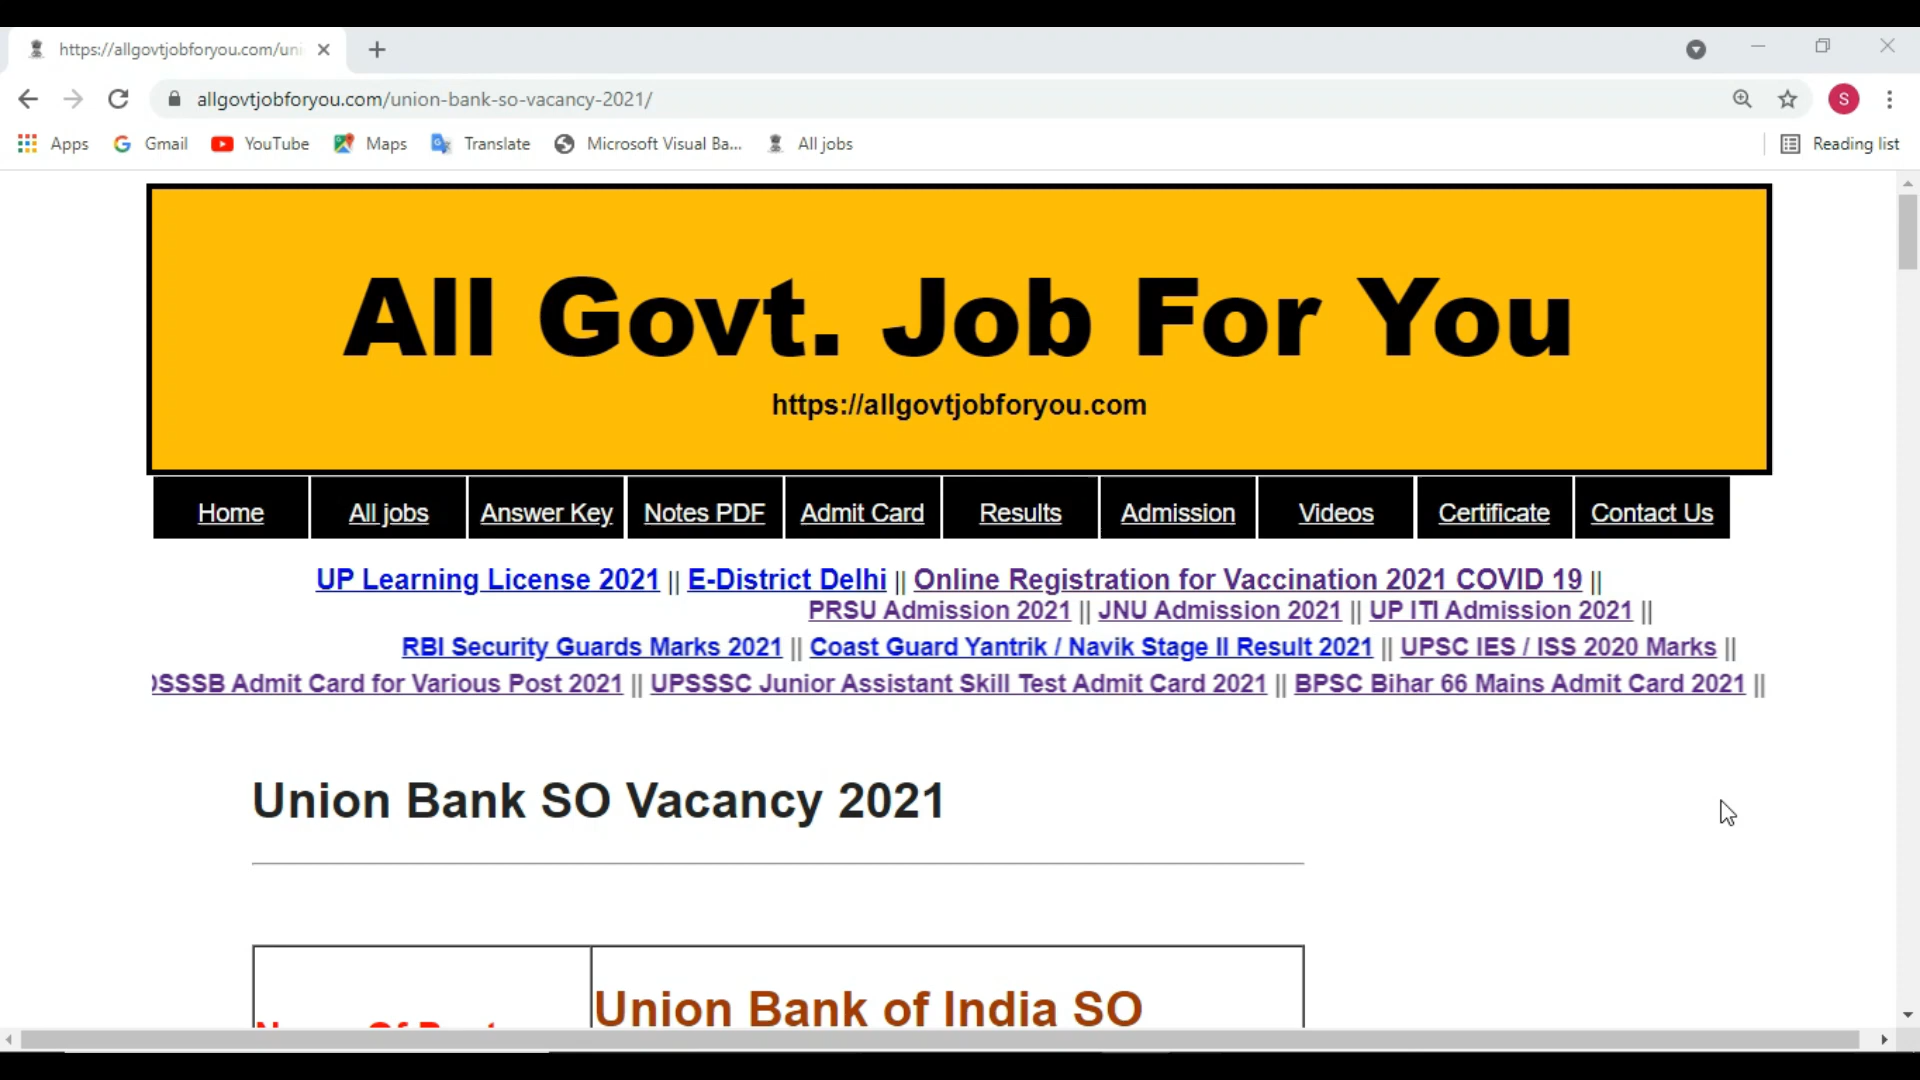 https://allgovtjobforyou.com/uni
allgovtjobforyou.com/union-bank-so-vacancy-2021/
S
Apps Gmail YouTube Maps Translate Microsoft Visual Ba... All jobs Reading list
All Govt. Job For You
https://allgovtjobforyou.com
Home All jobs Answer Key Notes PDF Admit Card Results Admission Videos Certificate Contact Us
UP Learning License 2021 || E-District Delhi || Online Registration for Vaccination 2021 COVID 19 ||
PRSU Admission 2021 || JNU Admission 2021 || UP ITI Admission 2021 ||
RBI Security Guards Marks 2021 || Coast Guard Yantrik / Navik Stage II Result 2021 || UPSC IES / ISS 2020 Marks ||
SSSB Admit Card for Various Post 2021 || UPSSSC Junior Assistant Skill Test Admit Card 2021 || BPSC Bihar 66 Mains Admit Card 2021 ||
Union Bank SO Vacancy 2021
Union Bank of India SO